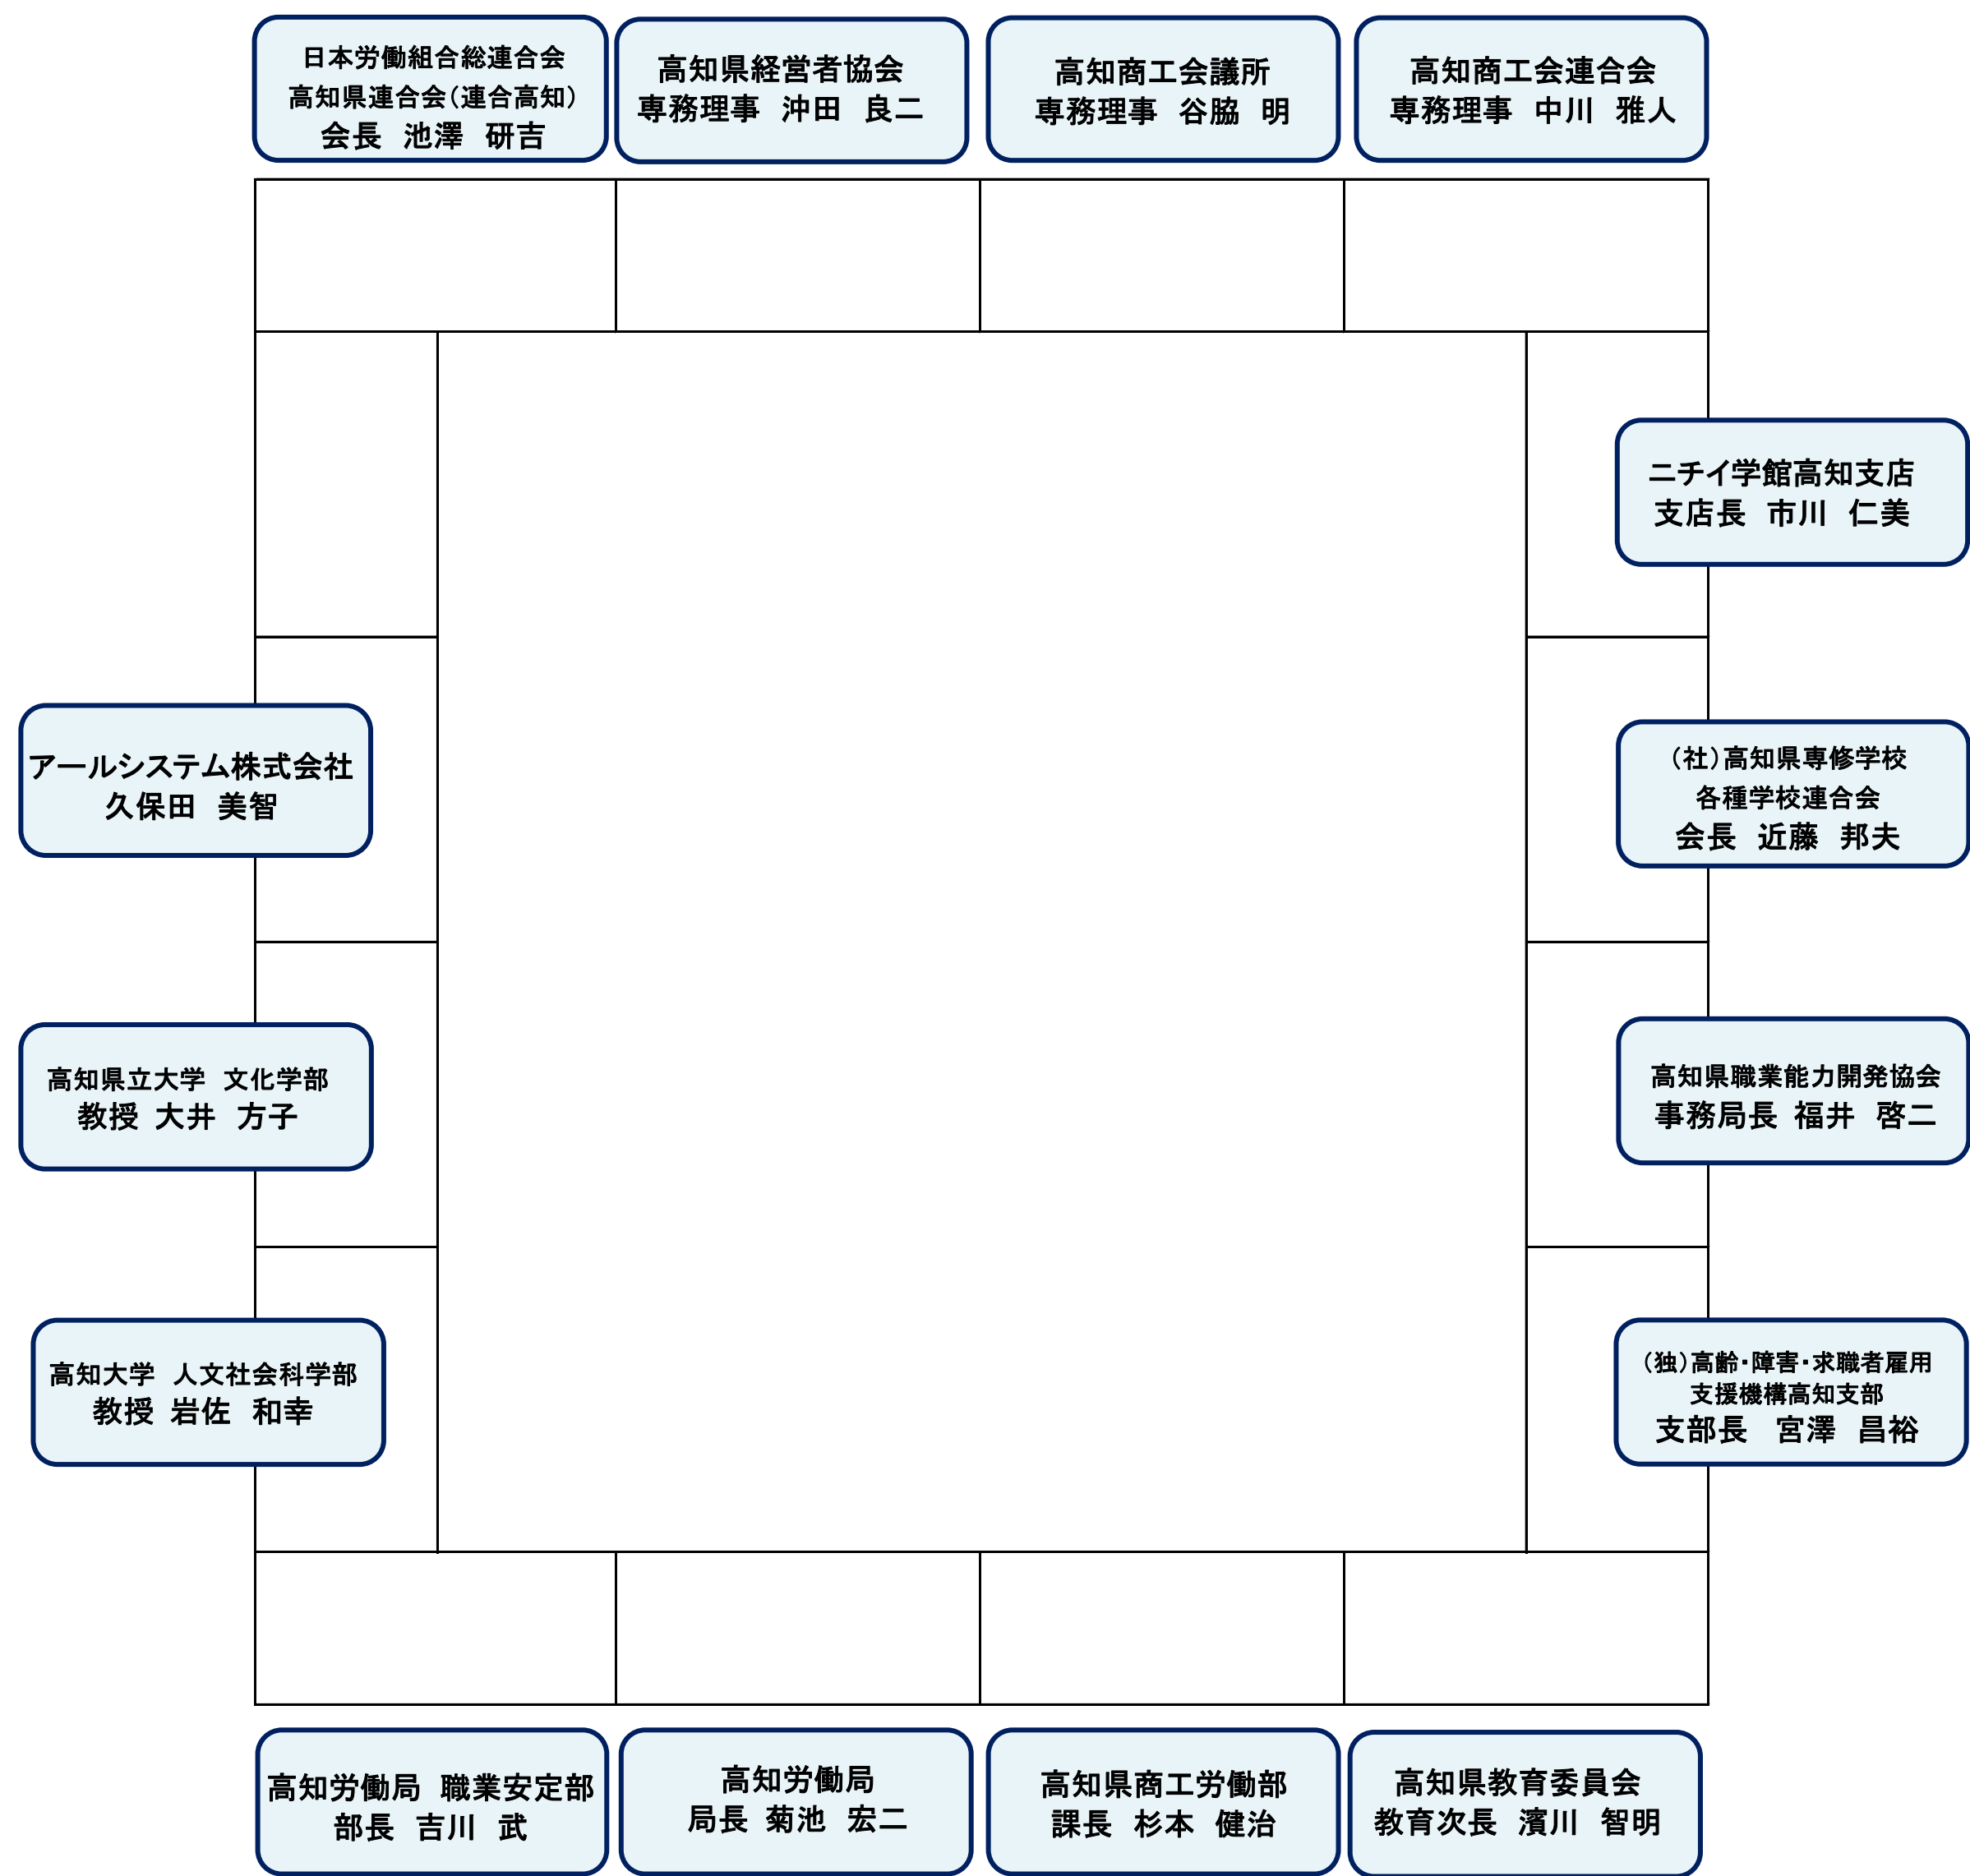 日本労働組合総連合会
高知県連合会（連合高知）
会長 池澤 研吉
高知県経営者協会
専務理事 沖田 良二
高知商工会議所
専務理事 谷脇 明
高知商工会連合会
専務理事 中川 雅人
ニチイ学館高知支店
支店長 市川 仁美
アールシステム株式会社
久保田 美智
（社）高知県専修学校
各種学校連合会
会長 近藤 邦夫
高知県立大学 文化学部
教授 大井 方子
高知県職業能力開発協会
事務局長 福井 啓二
高知大学 人文社会科学部
教授 岩佐 和幸
（独）高齢・障害・求職者雇用
支援機構高知支部
支部長 宮澤 昌裕
高知労働局 職業安定部
部長 吉川 武
高知労働局
局長 菊池 宏二
高知県商工労働部
課長 杉本 健治
高知県教育委員会
教育次長 濱川 智明